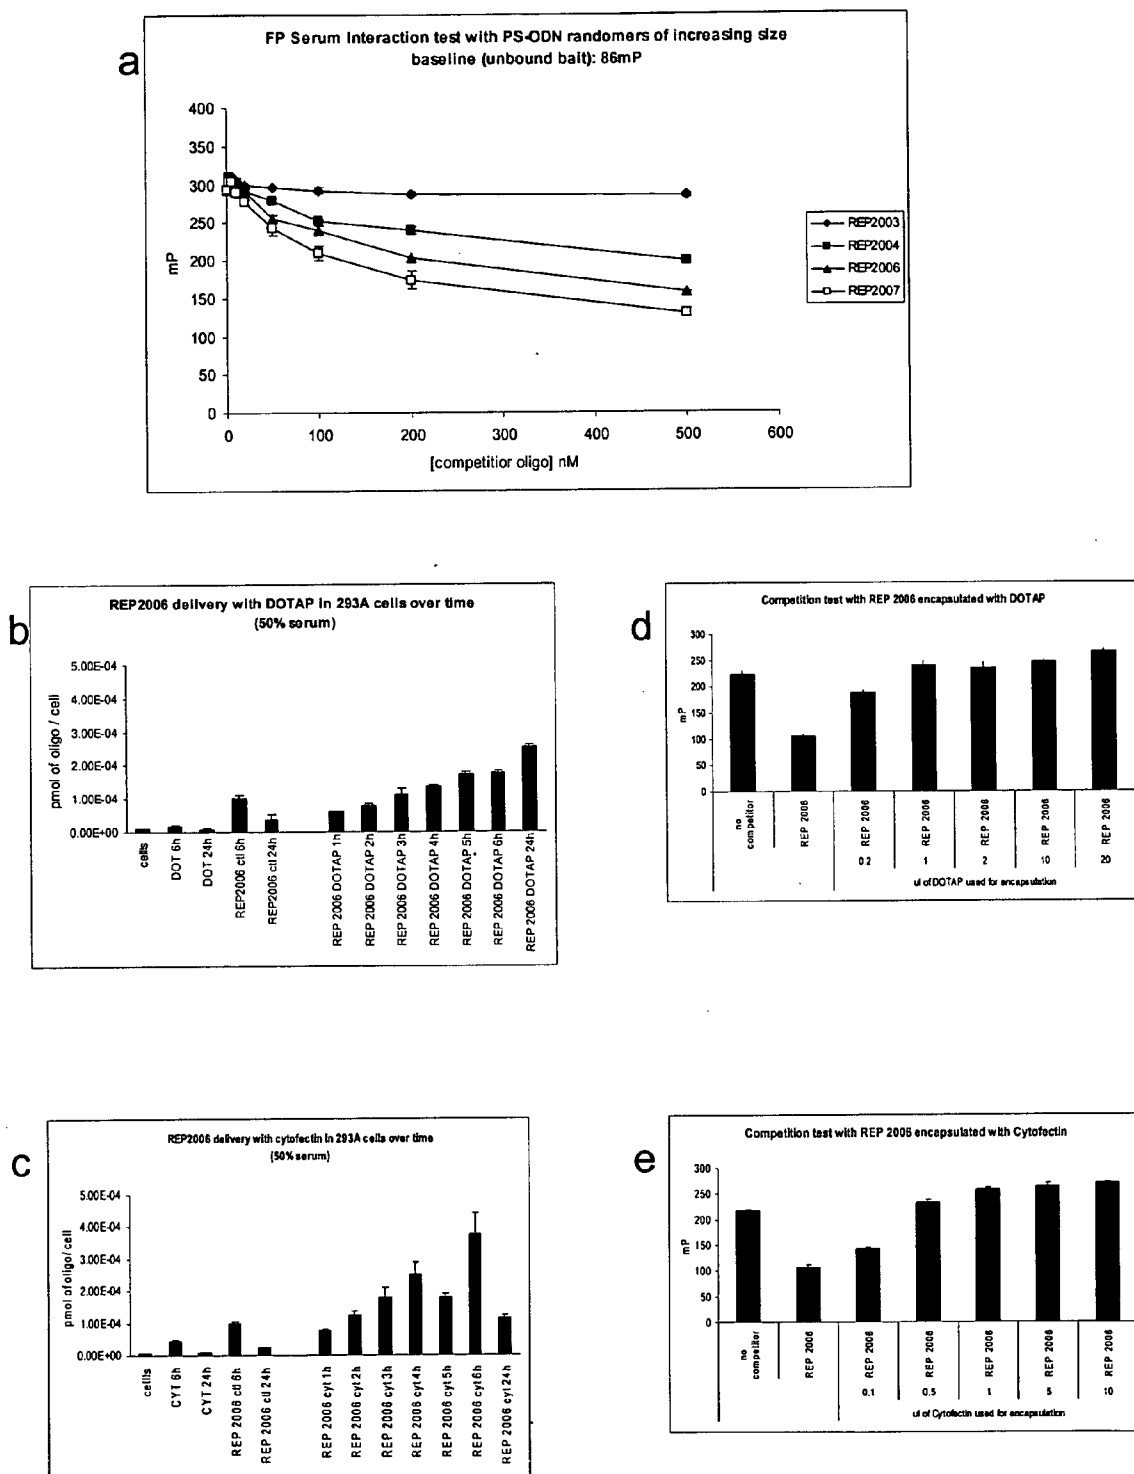 a
FP Serum Interaction test with PS-ODN randomers of increasing size
baseline (unbound bait): 86mP
400
350
300
250
200
150
100
50
0
mP
0 100 200 300 400 500 600
[competitior oligo] nM
REP2003
REP2004
REP2006
REP2007
b
REP2006 delivery with DOTAP in 293A cells over time
(50% serum)
pmol of oligo / cell
5.00E-04
4.00E-04
3.00E-04
2.00E-04
1.00E-04
0.00E+00
cells
DOT 6h
DOT 24h
REP2006 ctl 6h
REP2006 ctl 24h
REP 2006 DOTAP 1h
REP 2006 DOTAP 2h
REP 2006 DOTAP 3h
REP 2006 DOTAP 4h
REP 2006 DOTAP 5h
REP 2006 DOTAP 6h
REP 2006 DOTAP 24h
d
Competition test with REP 2006 encapsulated with DOTAP
mP
300
250
200
150
100
50
0
no competitor
REP 2006
REP 2006
REP 2006
REP 2006
REP 2006
REP 2006
0.2 1 2 10 20
ul of DOTAP used for encapsulation
c
REP2006 delivery with cytofectin in 293A cells over time
(50% serum)
pmol of oligo/ cell
5.00E-04
4.00E-04
3.00E-04
2.00E-04
1.00E-04
0.00E+00
cells
CYT 6h
CYT 24h
REP 2006 ctl 6h
REP 2006 ctl 24h
REP 2006 cyt 1h
REP 2006 cyt 2h
REP 2006 cyt 3h
REP 2006 cyt 4h
REP 2006 cyt 5h
REP 2006 cyt 6h
REP 2006 cyt 24h
e
Competition test with REP 2006 encapsulated with Cytofectin
mP
300
250
200
150
100
50
0
no competitor
REP 2006
REP 2006
REP 2006
REP 2006
REP 2006
REP 2006
0.1 0.5 1 5 10
ul of Cytofectin used for encapsulation